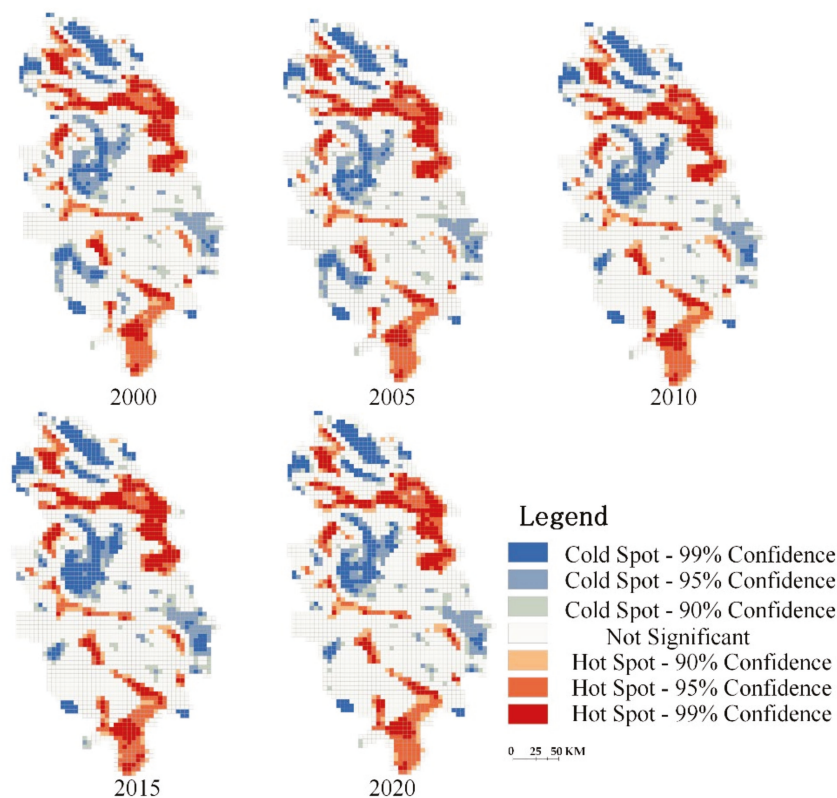 2000
2005
2010
2015
2020
Legend
Cold Spot - 99% Confidence
Cold Spot - 95% Confidence
Cold Spot - 90% Confidence
Not Significant
Hot Spot - 90% Confidence
Hot Spot - 95% Confidence
Hot Spot - 99% Confidence
0 25 50 KM